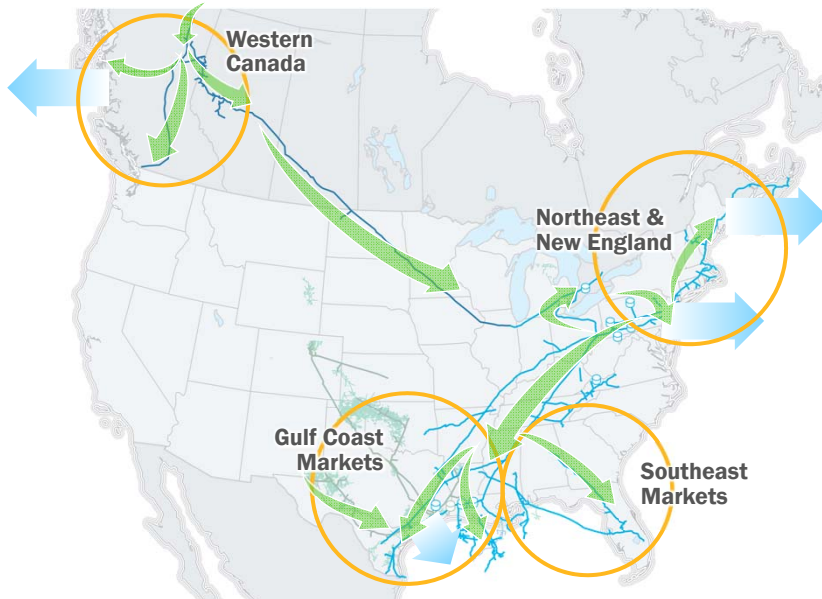 Western
Canada
Northeast &
New England
Gulf Coast
Markets
Southeast
Markets